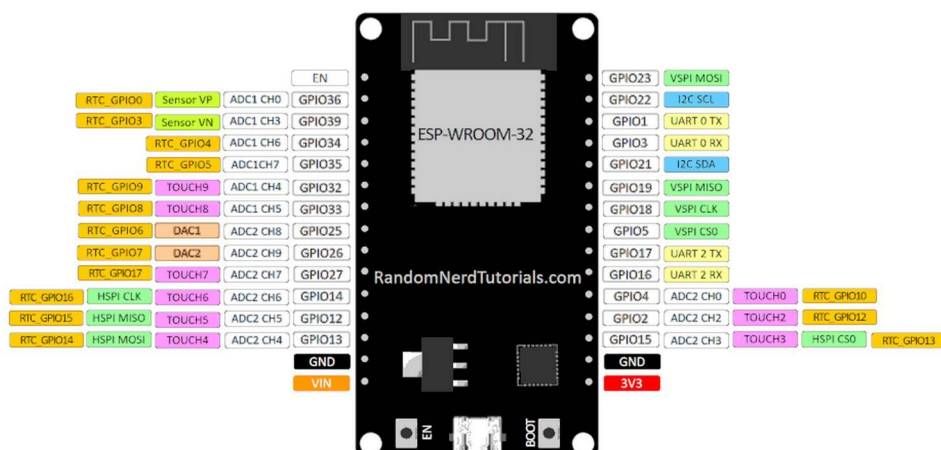 EN GPIO23 VSPI MOSI
RTC_GPIO0 Sensor VP ADC1 CH0 GPIO36 GPIO22 I2C SCL
RTC_GPIO3 Sensor VN ADC1 CH3 GPIO39 GPIO1 UART 0 TX
RTC_GPIO4 ADC1 CH6 GPIO34 ESP-WROOM-32 GPIO3 UART 0 RX
RTC_GPIO5 ADC1CH7 GPIO35 GPIO21 I2C SDA
RTC_GPIO9 TOUCH9 ADC1 CH4 GPIO32 GPIO19 VSPI MISO
RTC_GPIO8 TOUCH8 ADC1 CH5 GPIO33 GPIO18 VSPI CLK
RTC_GPIO6 DAC1 ADC2 CH8 GPIO25 GPIO5 VSPI CS0
RTC_GPIO7 DAC2 ADC2 CH9 GPIO26 GPIO17 UART 2 TX
RTC_GPIO17 TOUCH7 ADC2 CH7 GPIO27 RandomNerdTutorials.com GPIO16 UART 2 RX
RTC_GPIO16 HSPI CLK TOUCH6 ADC2 CH6 GPIO14 GPIO4 ADC2 CH0 TOUCH0 RTC_GPIO10
RTC_GPIO15 HSPI MISO TOUCH5 ADC2 CH5 GPIO12 GPIO2 ADC2 CH2 TOUCH2 RTC_GPIO12
RTC_GPIO14 HSPI MOSI TOUCH4 ADC2 CH4 GPIO13 GPIO15 ADC2 CH3 TOUCH3 HSPI CS0 RTC_GPIO13
GND GND
VIN 3V3
EN BOOT